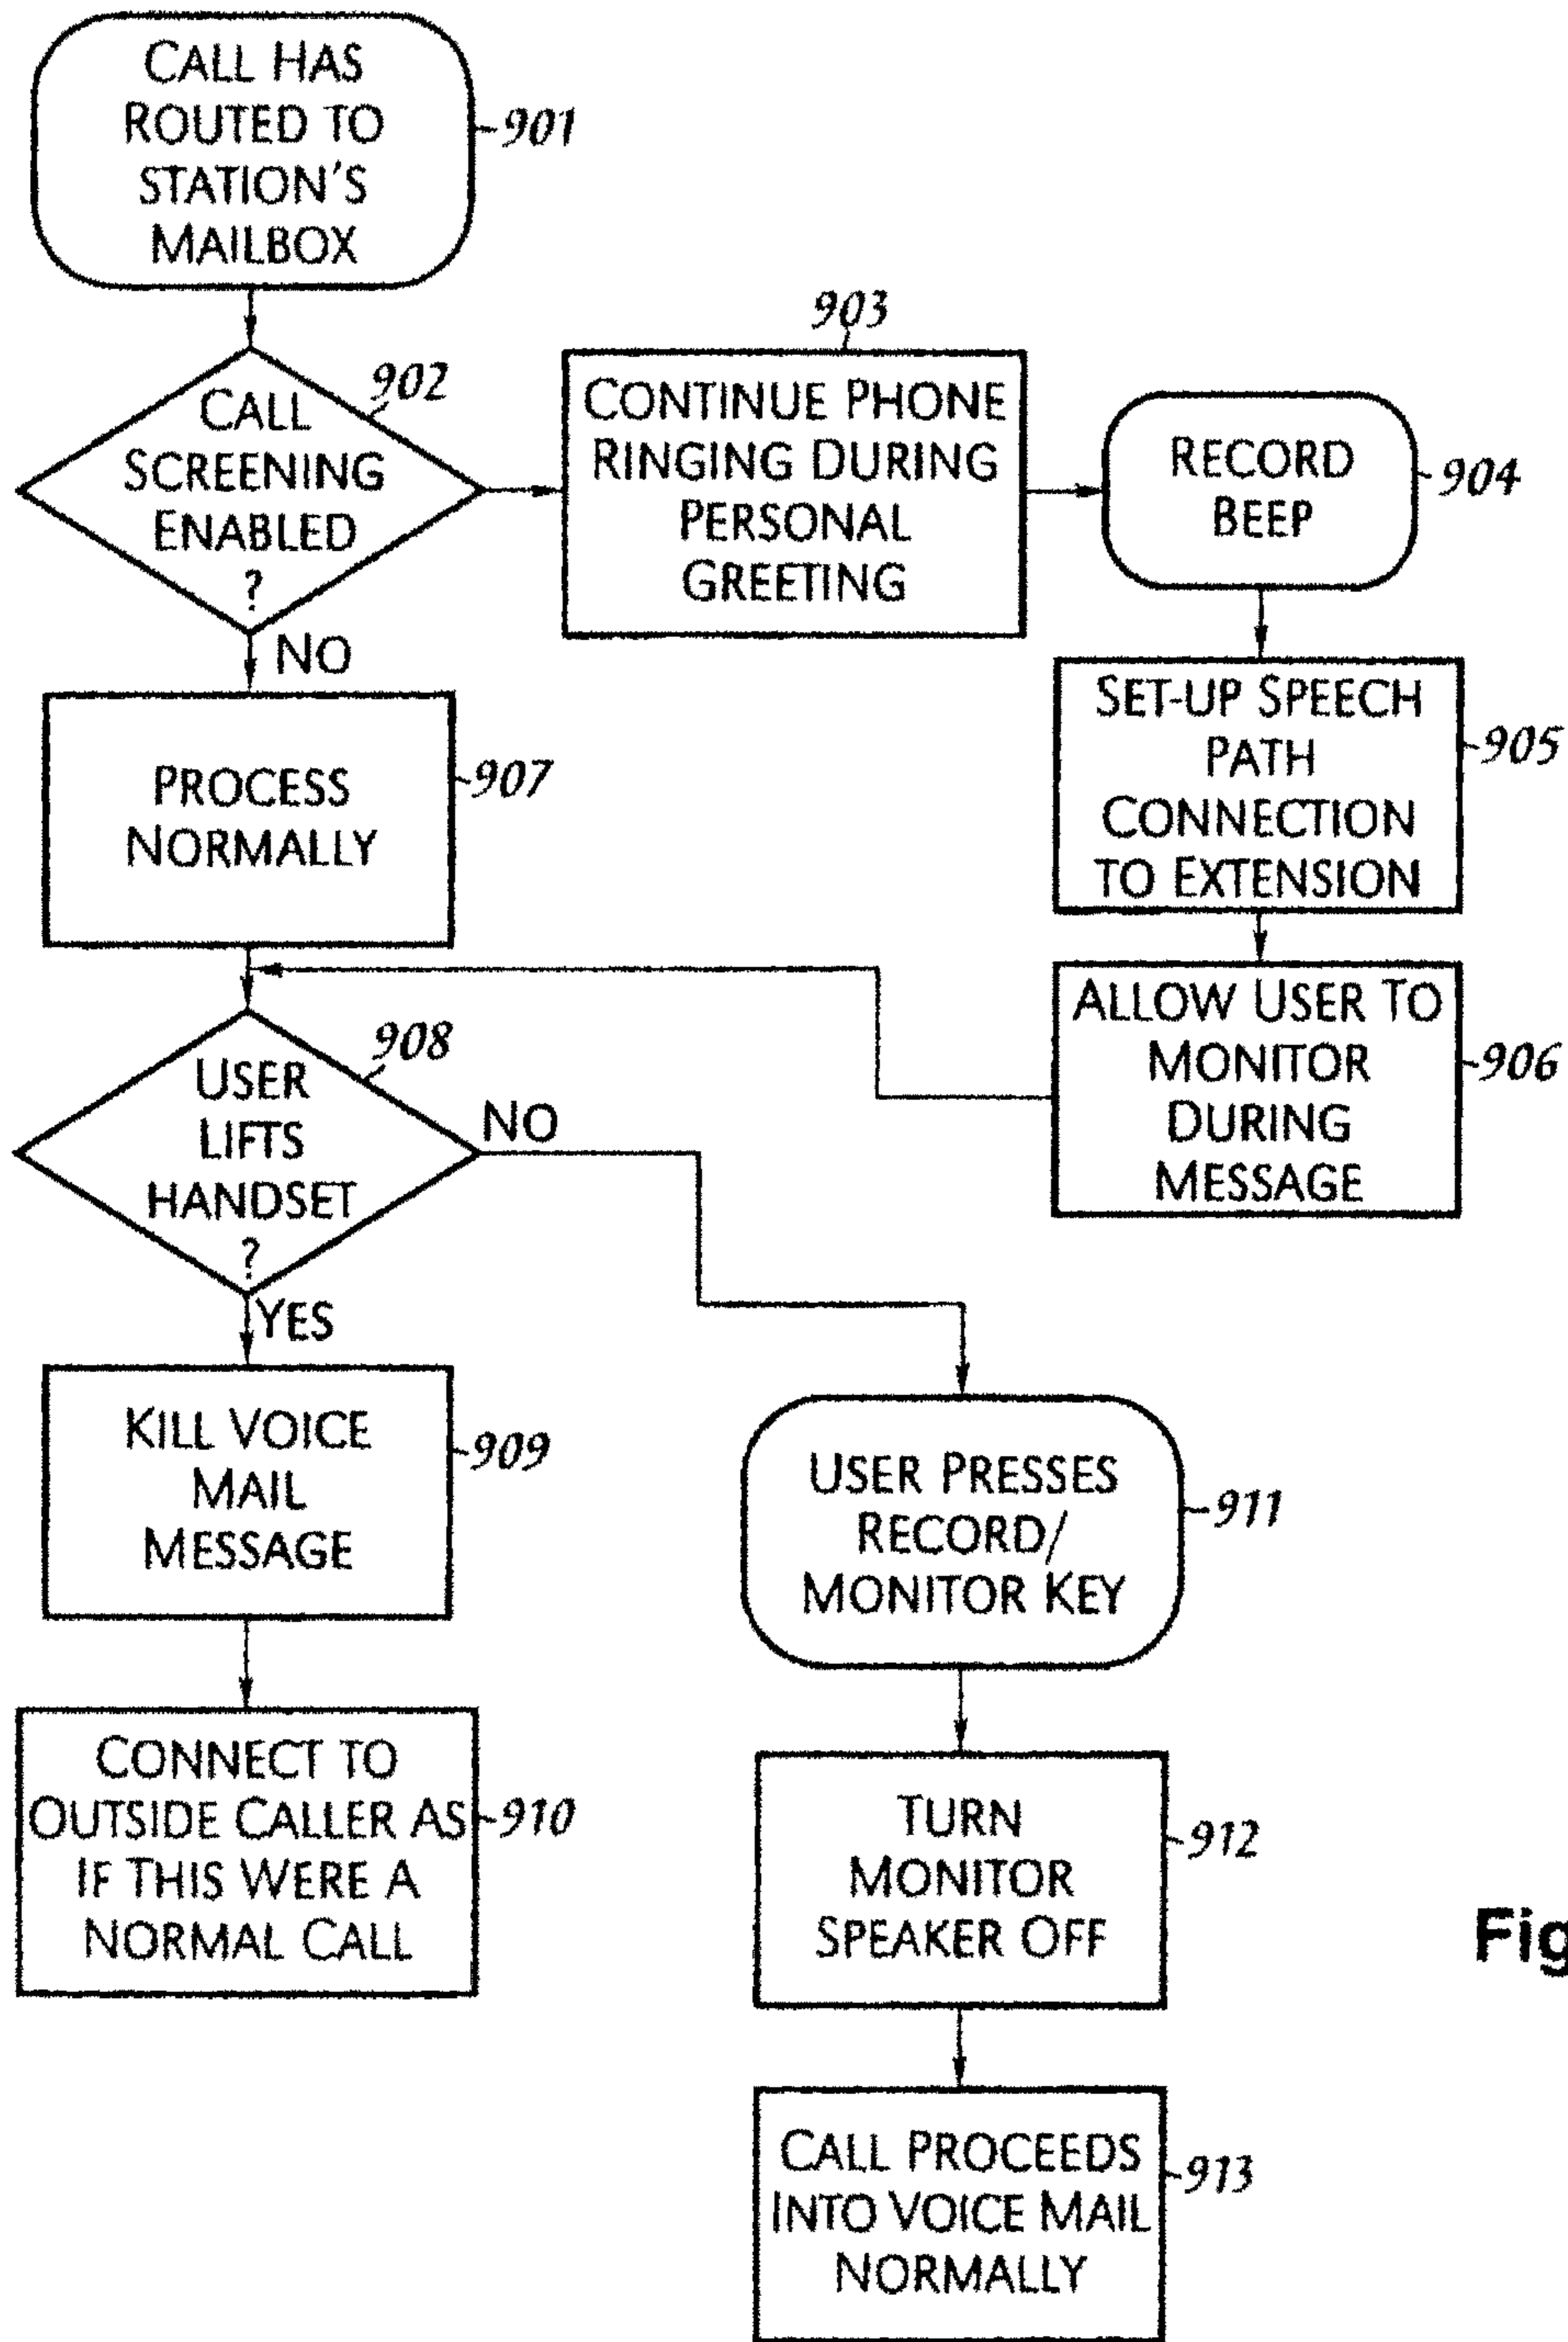 CALL HAS
ROUTED TO
STATION'S
MAILBOX
901
CALL
SCREENING
ENABLED
?
902
NO
903
CONTINUE PHONE
RINGING DURING
PERSONAL
GREETING
RECORD
BEEP
904
SET-UP SPEECH
PATH
CONNECTION
TO EXTENSION
905
ALLOW USER TO
MONITOR
DURING
MESSAGE
906
PROCESS
NORMALLY
907
USER
LIFTS
HANDSET
?
908
NO
YES
KILL VOICE
MAIL
MESSAGE
909
CONNECT TO
OUTSIDE CALLER AS
IF THIS WERE A
NORMAL CALL
910
USER PRESSES
RECORD/
MONITOR KEY
911
TURN
MONITOR
SPEAKER OFF
912
CALL PROCEEDS
INTO VOICE MAIL
NORMALLY
913
Fig